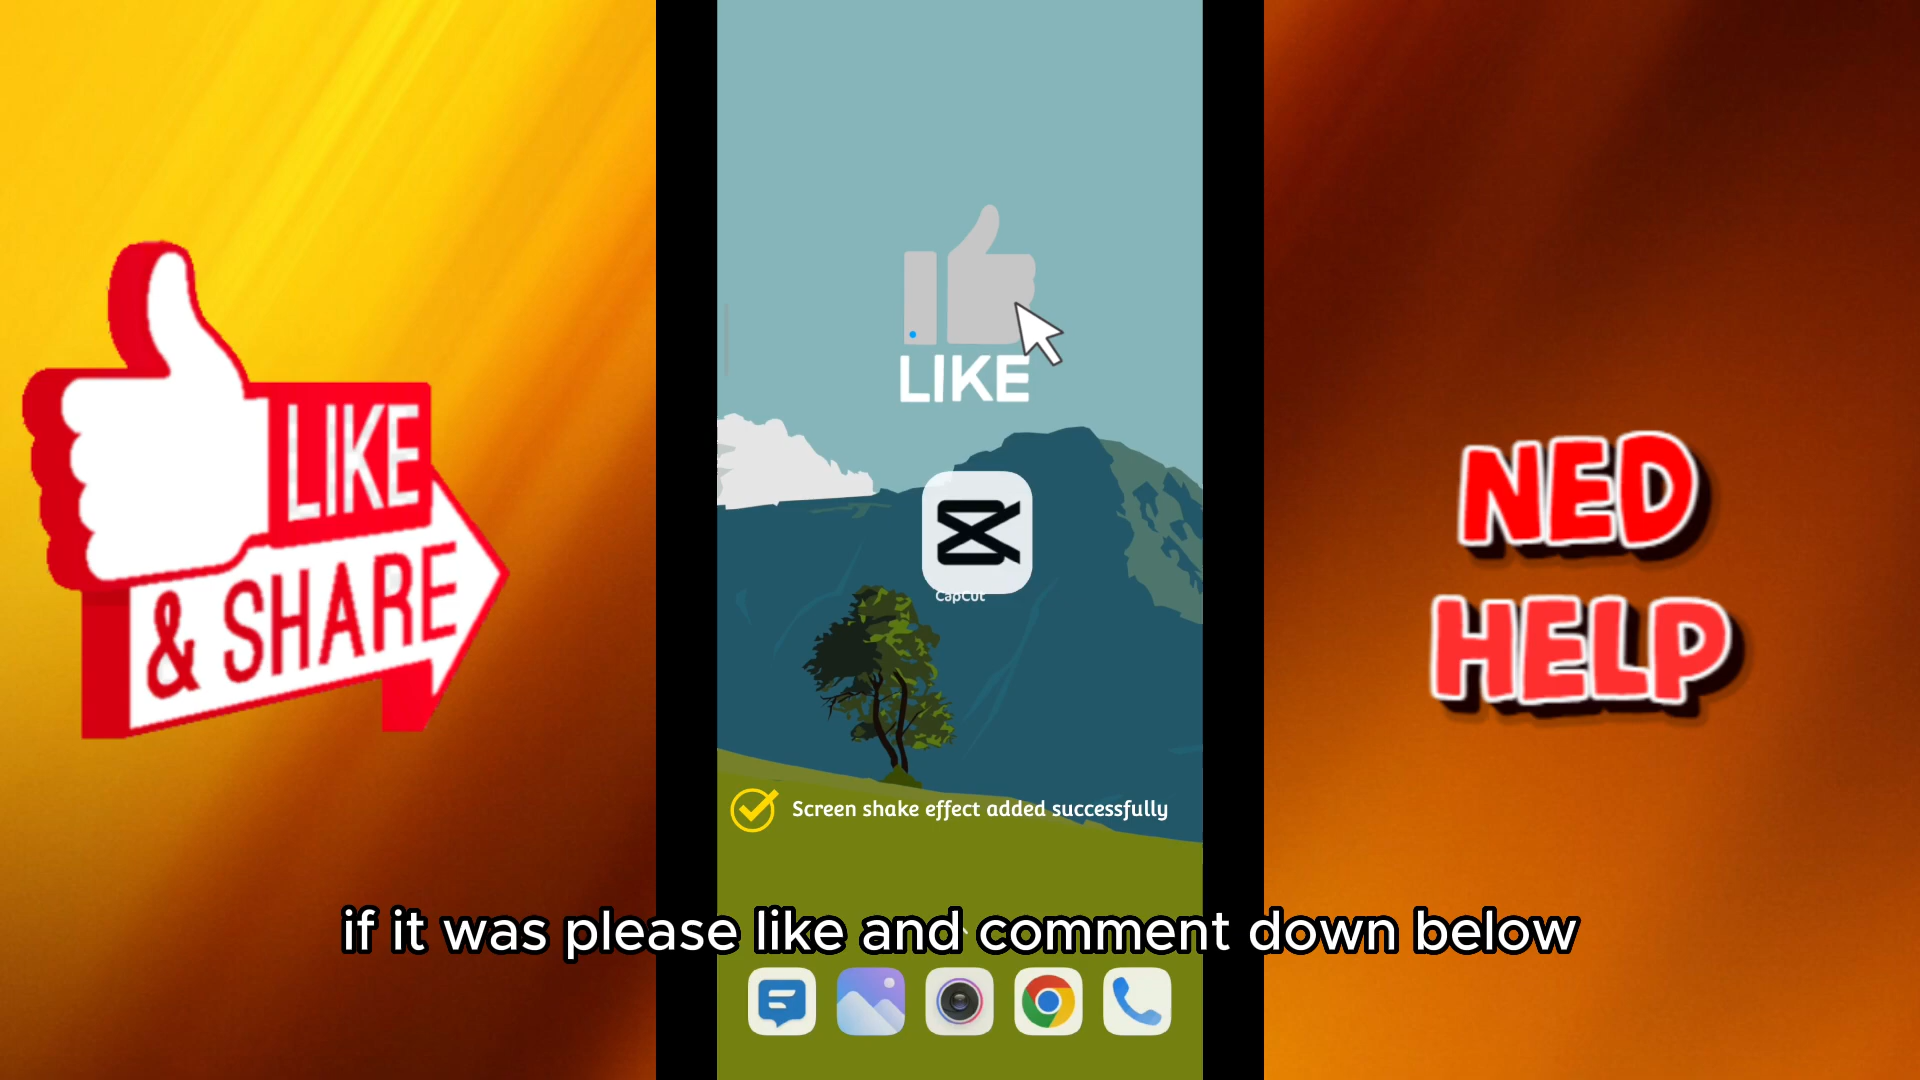 LIKE
& SHARE
LIKE
CapCut
NED
HELP
Screen shake effect added successfully
if it was please like and comment down below